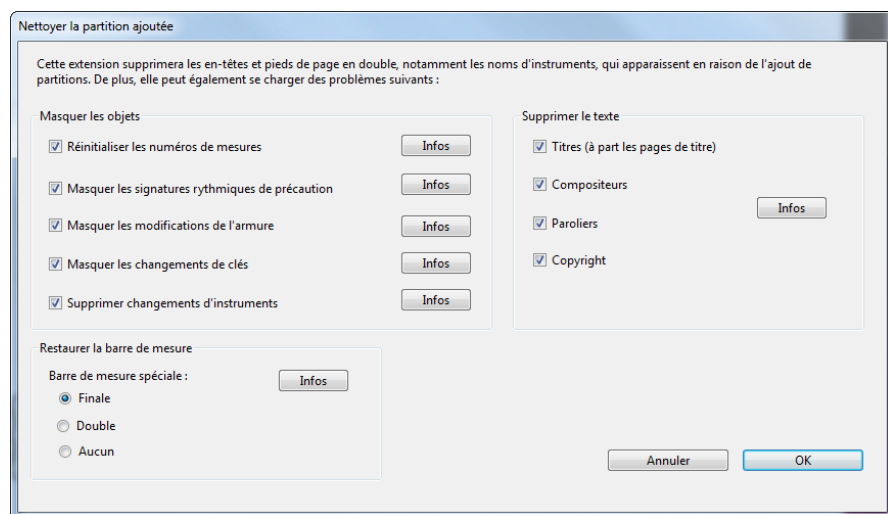 Nettoyer la partition ajoutée
Cette extension supprimera les en-têtes et pieds de page en double, notamment les noms d'instruments, qui apparaissent en raison de l'ajout de
partitions. De plus, elle peut également se charger des problèmes suivants :
Masquer les objets
Réinitialiser les numéros de mesures Infos
Masquer les signatures rythmiques de précaution Infos
Masquer les modifications de l'armure Infos
Masquer les changements de clés Infos
Supprimer changements d'instruments Infos
Supprimer le texte
Titres (à part les pages de titre)
Compositeurs
Infos
Paroliers
Copyright
Restaurer la barre de mesure
Barre de mesure spéciale : Infos
Finale
Double
Aucun
Annuler OK